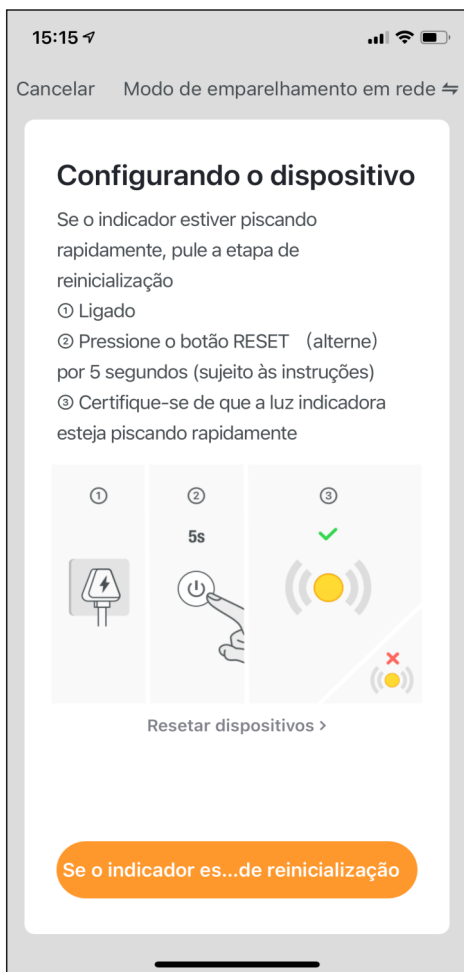 15:15
Cancelar Modo de emparelhamento em rede ⇋
Configurando o dispositivo
Se o indicador estiver piscando
rapidamente, pule a etapa de
reinicialização
① Ligado
② Pressione o botão RESET （alterne）
por 5 segundos (sujeito às instruções)
③ Certifique-se de que a luz indicadora
esteja piscando rapidamente
① ② ③
5s
Resetar dispositivos >
Se o indicador es...de reinicialização